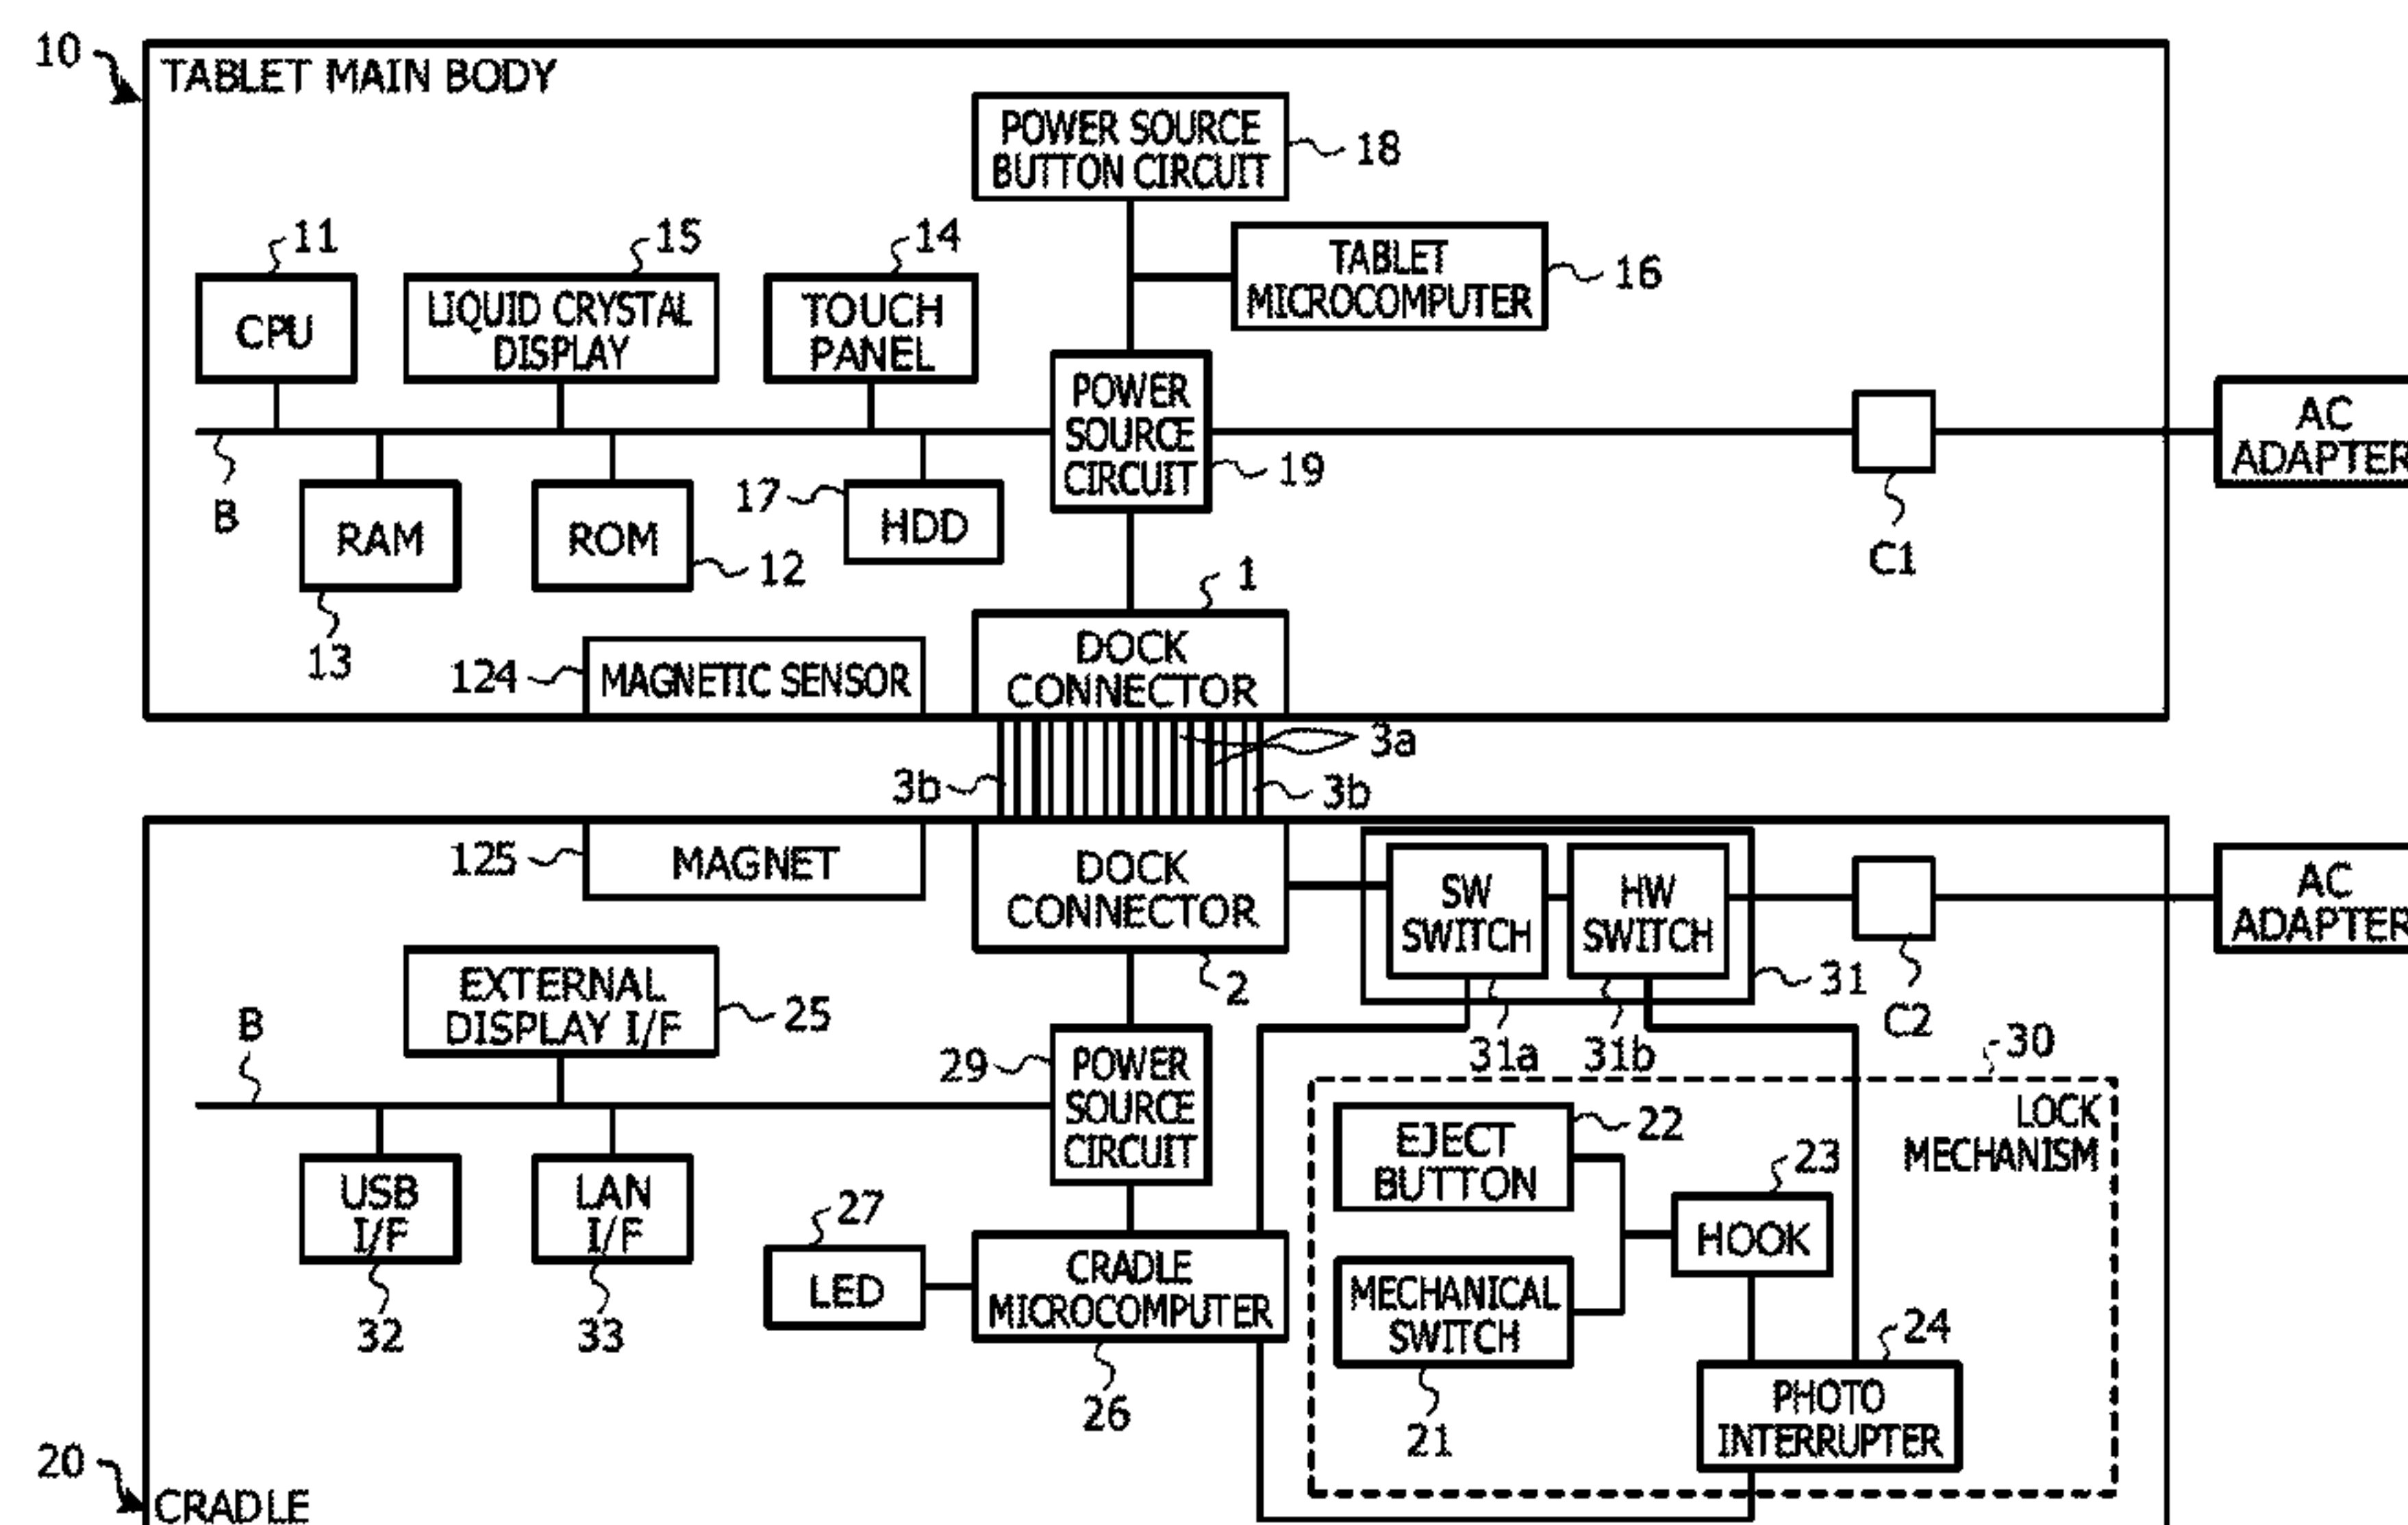 10
TABLET MAIN BODY
POWER SOURCE
BUTTON CIRCUIT
18
TABLET
MICROCOMPUTER
16
11
CPU
15
LIQUID CRYSTAL
DISPLAY
14
TOUCH
PANEL
POWER
SOURCE
CIRCUIT
19
AC
ADAPTER
B
RAM
13
ROM
12
17
HDD
C1
1
124
MAGNETIC SENSOR
DOCK
CONNECTOR
3a
3b
3b
125
MAGNET
DOCK
CONNECTOR
2
SW
SWITCH
HW
SWITCH
31
31a
31b
C2
AC
ADAPTER
B
EXTERNAL
DISPLAY I/F
25
29
POWER
SOURCE
CIRCUIT
30
LOCK
MECHANISM
EJECT
BUTTON
22
23
HOOK
USB
I/F
32
LAN
I/F
33
27
LED
CRADLE
MICROCOMPUTER
26
MECHANICAL
SWITCH
21
24
PHOTO
INTERRUPTER
20
CRADLE